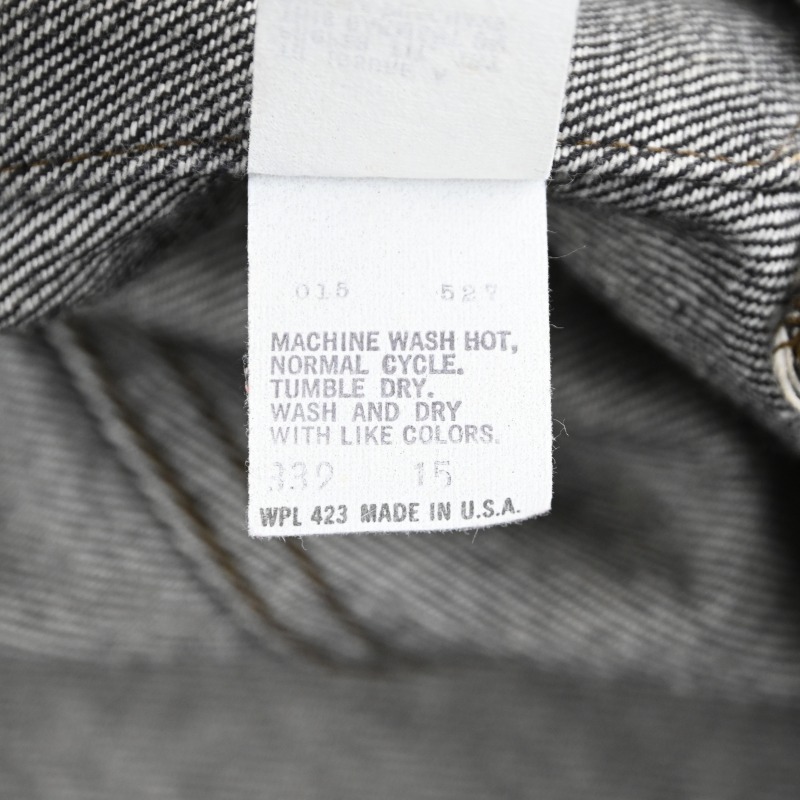 015 527
MACHINE WASH HOT,
NORMAL CYCLE.
TUMBLE DRY.
WASH AND DRY
WITH LIKE COLORS.
339 15
WPL 423 MADE IN U.S.A.